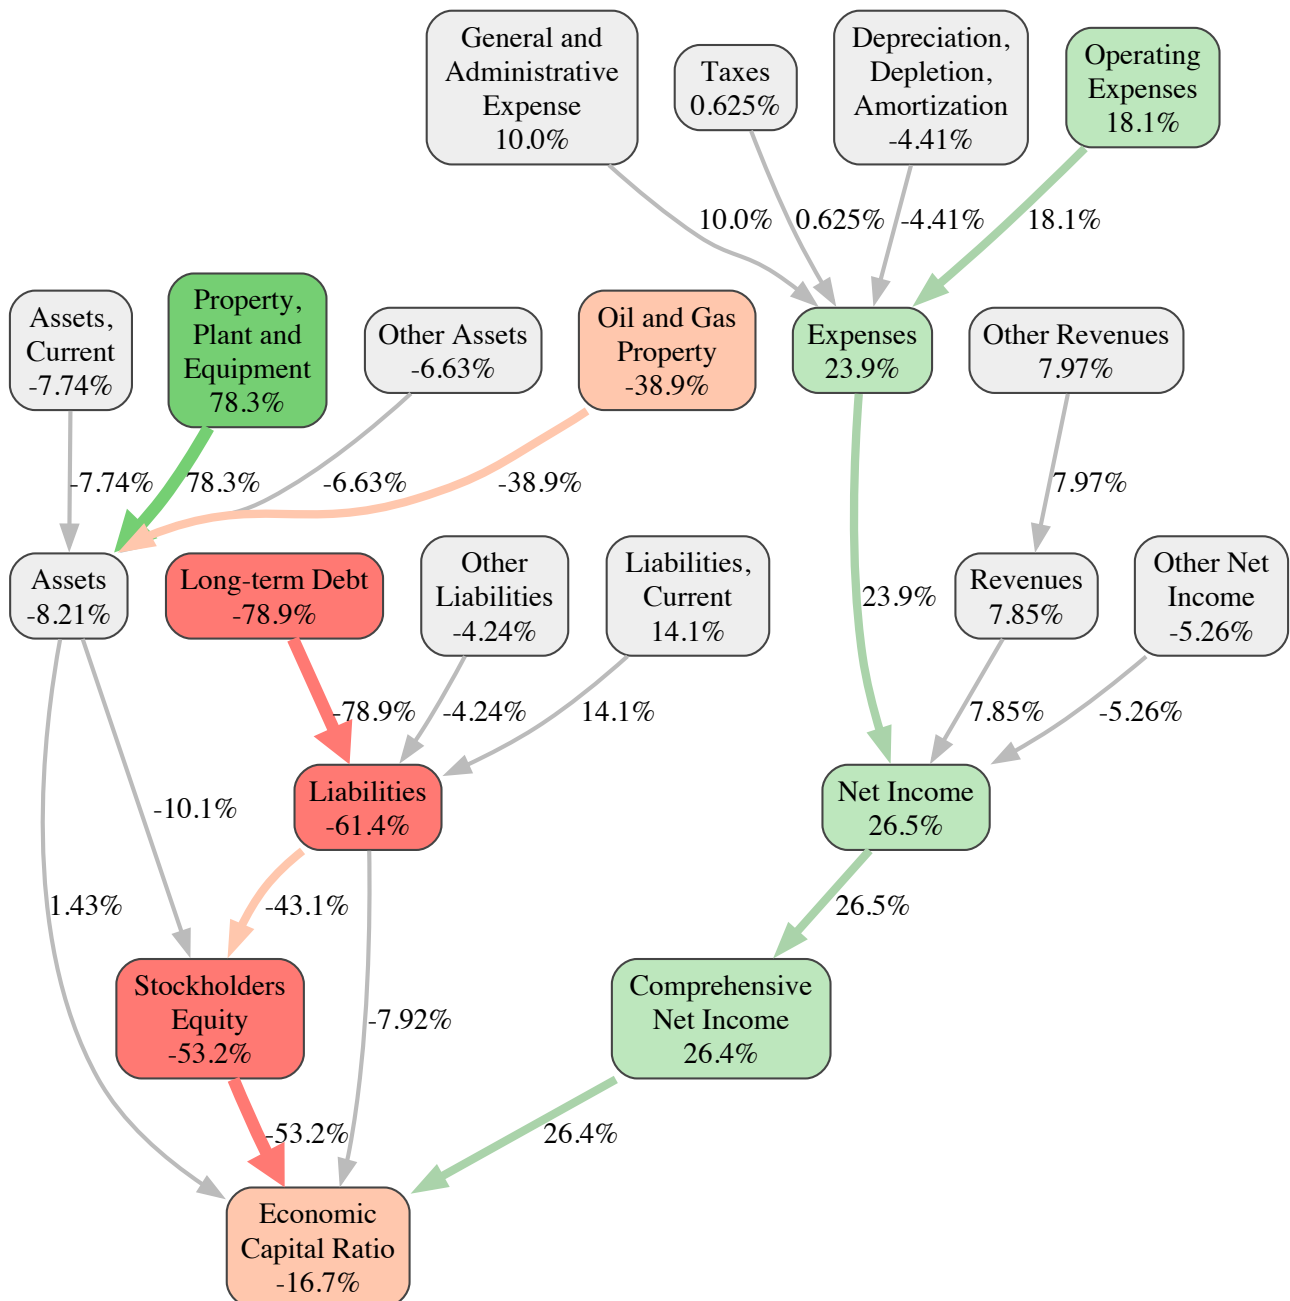 General and
Administrative
Expense
10.0%
Taxes
0.625%
Depreciation,
Depletion,
Amortization
-4.41%
Operating
Expenses
18.1%
10.0%
0.625%
-4.41%
18.1%
Assets,
Current
-7.74%
Property,
Plant and
Equipment
78.3%
Other Assets
-6.63%
Oil and Gas
Property
-38.9%
Expenses
23.9%
Other Revenues
7.97%
-7.74%
78.3%
-6.63%
-38.9%
7.97%
Assets
-8.21%
Long-term Debt
-78.9%
Other
Liabilities
-4.24%
Liabilities,
Current
14.1%
23.9%
Revenues
7.85%
Other Net
Income
-5.26%
-78.9%
-4.24%
14.1%
7.85%
-5.26%
-10.1%
Liabilities
-61.4%
Net Income
26.5%
1.43%
-43.1%
26.5%
Stockholders
Equity
-53.2%
-7.92%
Comprehensive
Net Income
26.4%
-53.2%
26.4%
Economic
Capital Ratio
-16.7%